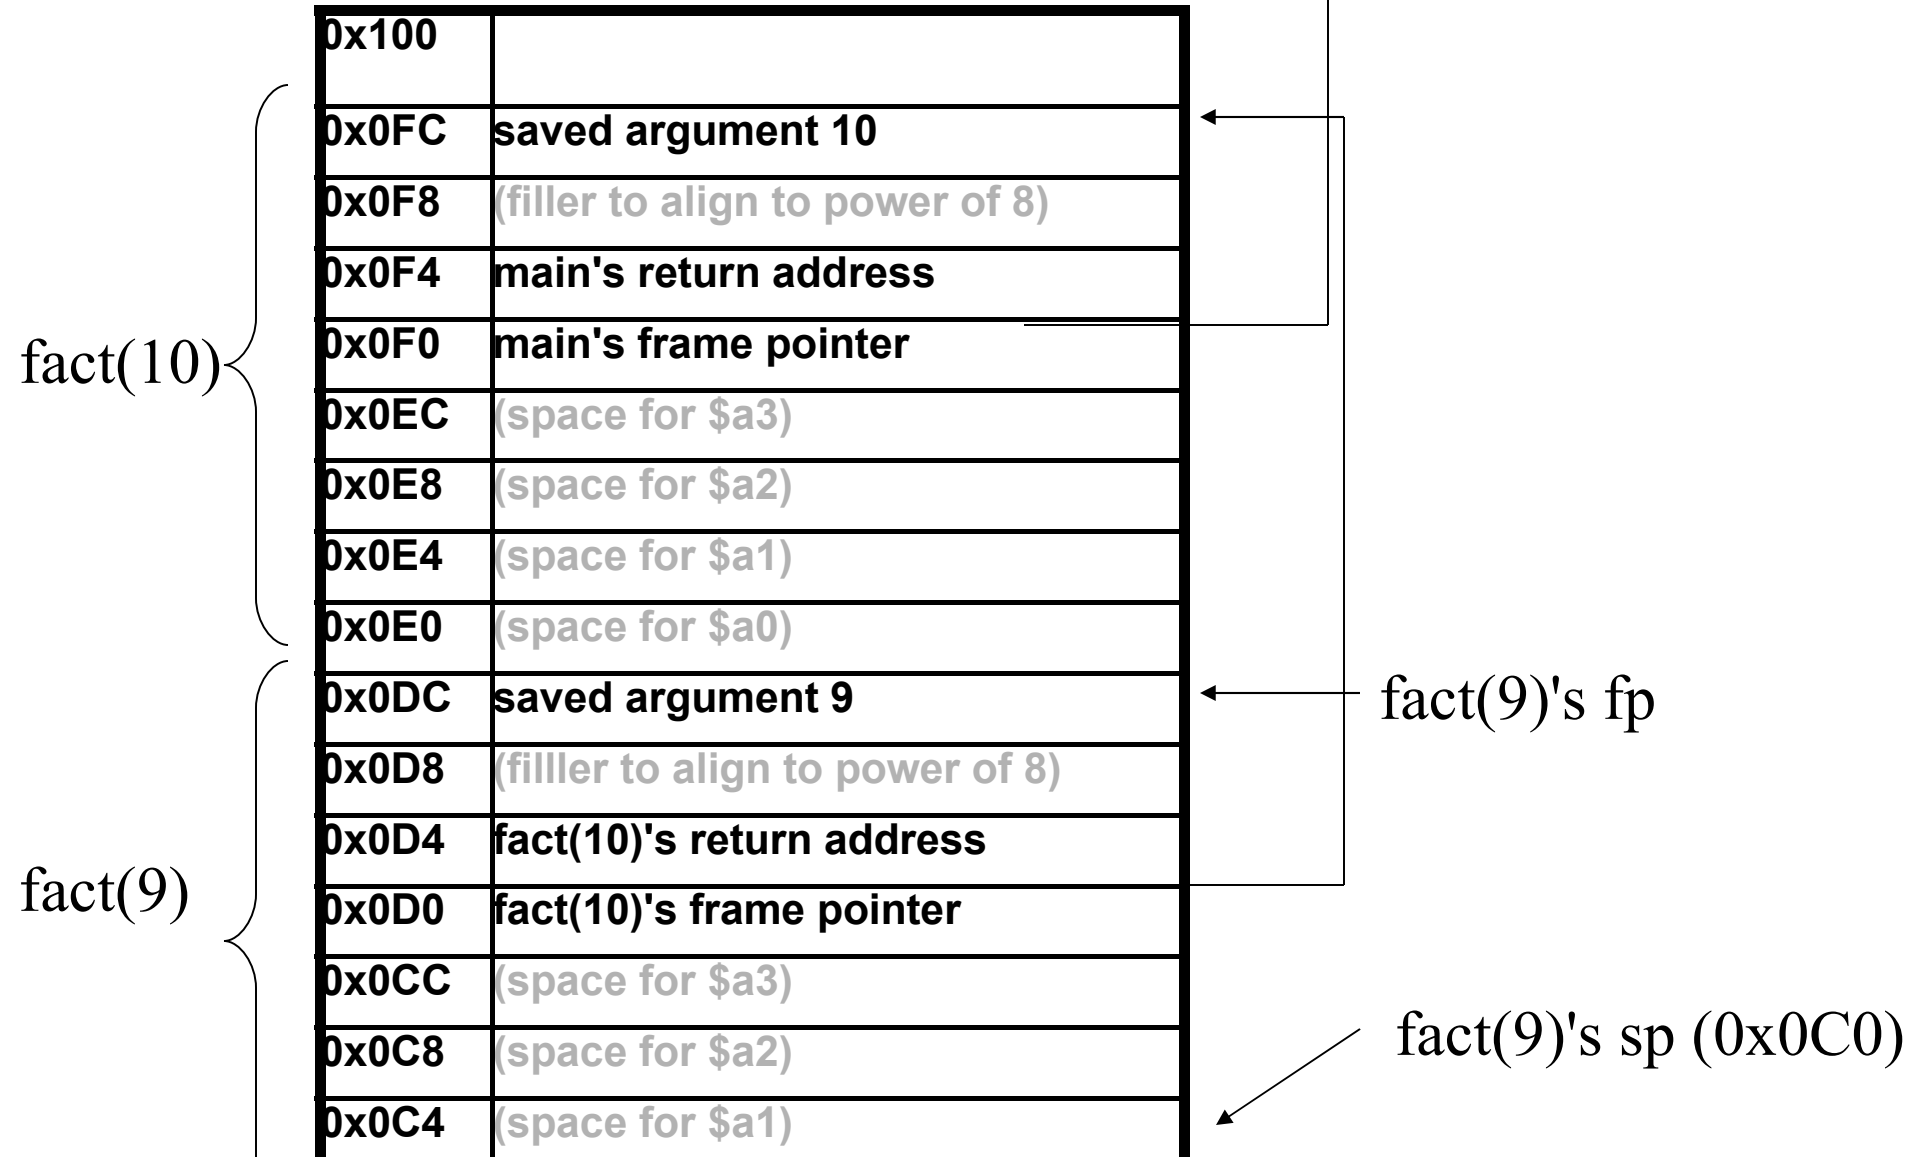 0x100
0x0FC saved argument 10
0x0F8 (filler to align to power of 8)
0x0F4 main's return address
fact(10) 0x0F0 main's frame pointer
0x0EC (space for $a3)
0x0E8 (space for $a2)
0x0E4 (space for $a1)
0x0E0 (space for $a0)
0x0DC saved argument 9 fact(9)'s fp
0x0D8 (filller to align to power of 8)
0x0D4 fact(10)'s return address
fact(9) 0x0D0 fact(10)'s frame pointer
0x0CC (space for $a3)
0x0C8 (space for $a2) fact(9)'s sp (0x0C0)
0x0C4 (space for $a1)